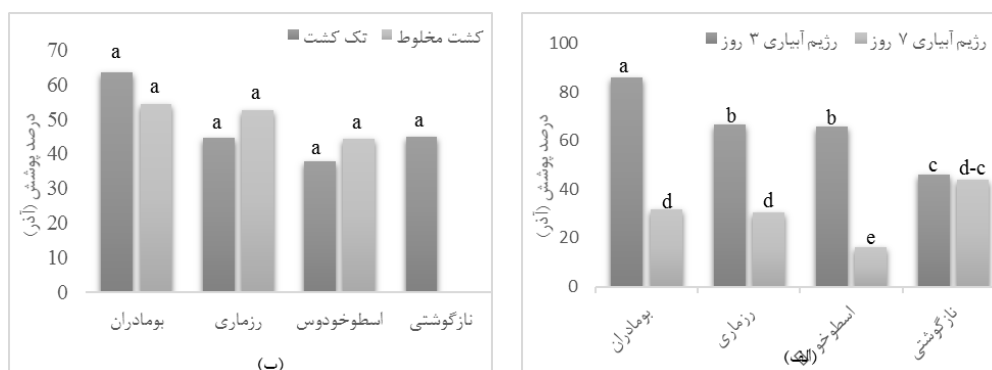 رژیم آبیاری ۳ روز رژیم آبیاری ۷ روز
درصد پوشش (آذر)
100
80
60
40
20
0
a
d
b
d
b
e
c
d-c
بومادران
رزماری
نازگوشتی
(الف)
تک کشت کشت مخلوط
درصد پوشش (آذر)
70
60
50
40
30
20
10
0
a
a
a
a
a
a
a
بومادران
رزماری
اسطوخودوس
نازگوشتی
(ب)